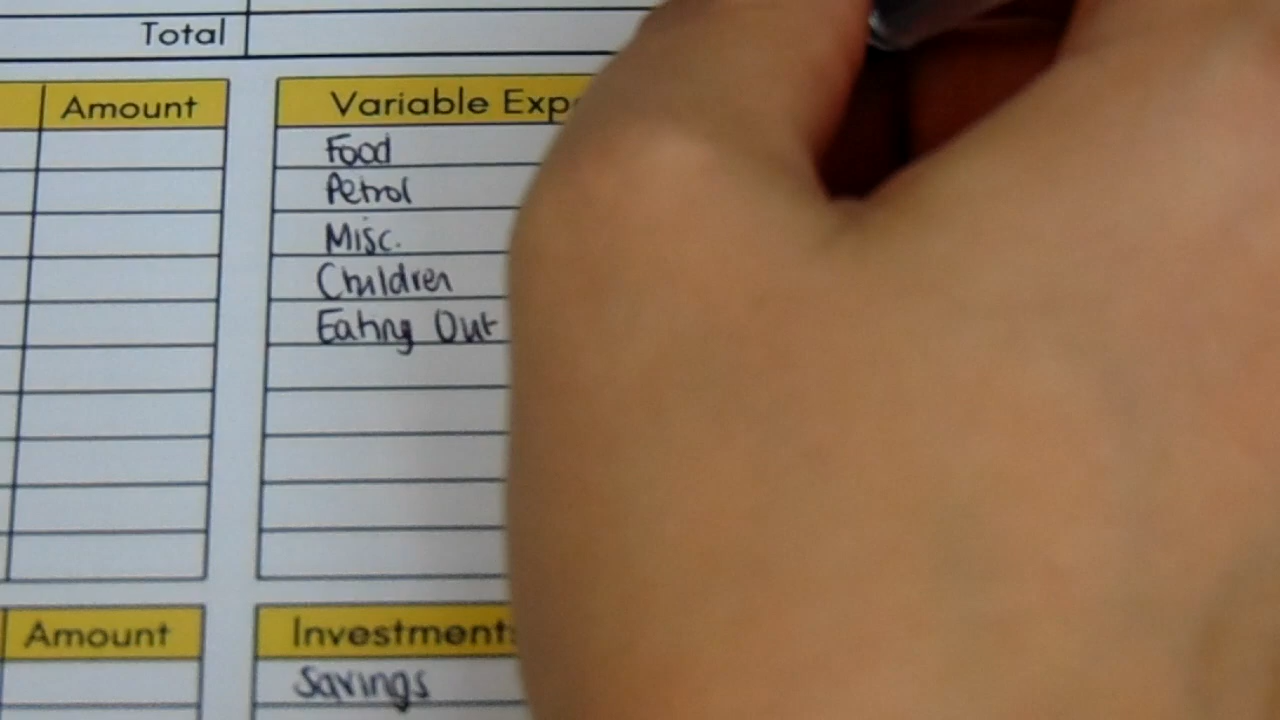 Total
Amount
Variable Exp
Food
Petrol
Misc.
Children
Eating Out
Amount
Investments
Savings